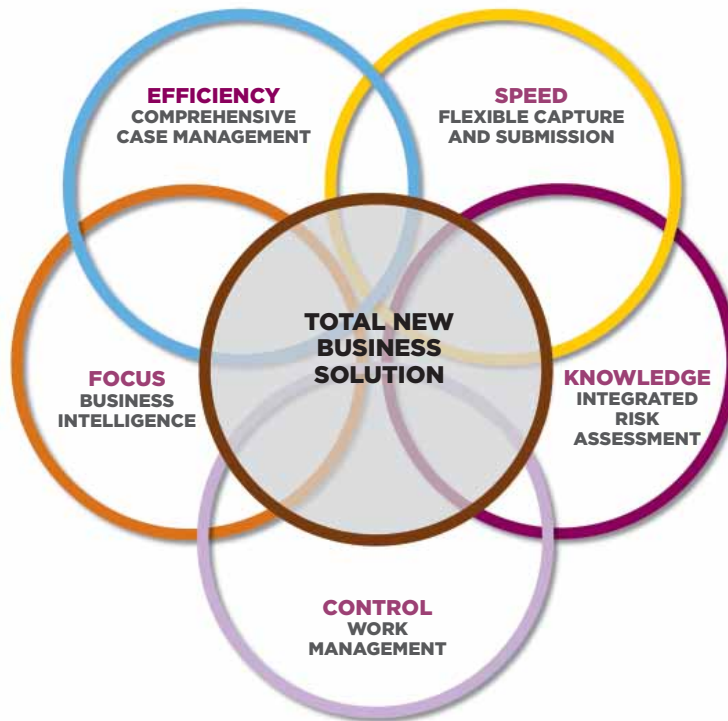 EFFICIENCY
COMPREHENSIVE
CASE MANAGEMENT
SPEED
FLEXIBLE CAPTURE
AND SUBMISSION
TOTAL NEW
BUSINESS
SOLUTION
FOCUS
BUSINESS
INTELLIGENCE
KNOWLEDGE
INTEGRATED
RISK
ASSESSMENT
CONTROL
WORK
MANAGEMENT